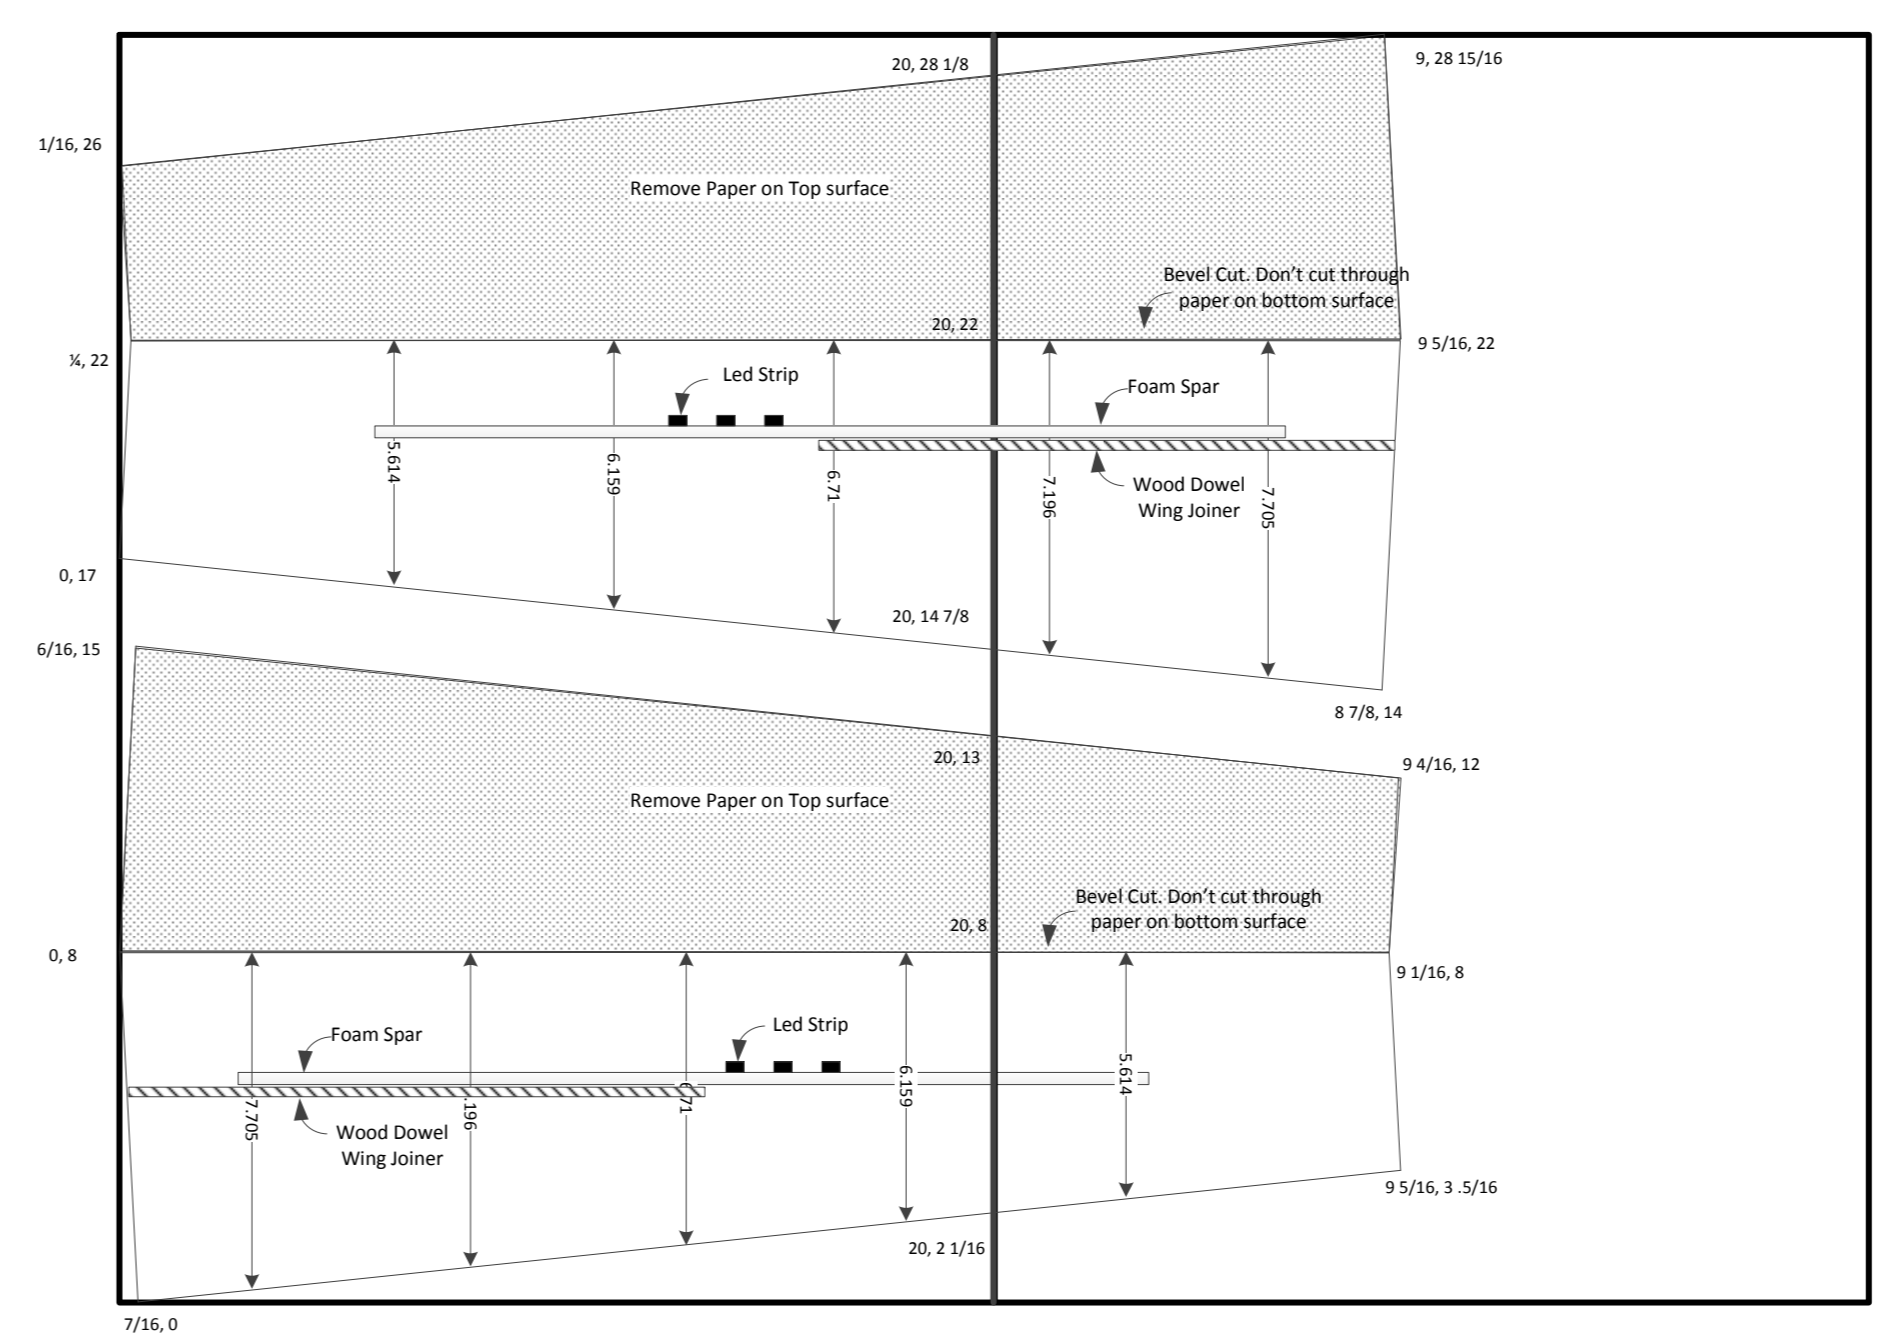 20, 28 1/8
9, 28 15/16
1/16, 26
Remove Paper on Top surface
Bevel Cut. Don't cut through
paper on bottom surface
20, 22
9 5/16, 22
¼, 22
Led Strip
Foam Spar
5.614
6.159
6.71
7.196
7.705
Wood Dowel
Wing Joiner
0, 17
20, 14 7/8
6/16, 15
8 7/8, 14
20, 13
9 4/16, 12
Remove Paper on Top surface
Bevel Cut. Don't cut through
paper on bottom surface
20, 8
0, 8
9 1/16, 8
Foam Spar
Led Strip
7.705
.196
6.159
5.614
Wood Dowel
Wing Joiner
9 5/16, 3 .5/16
20, 2 1/16
7/16, 0